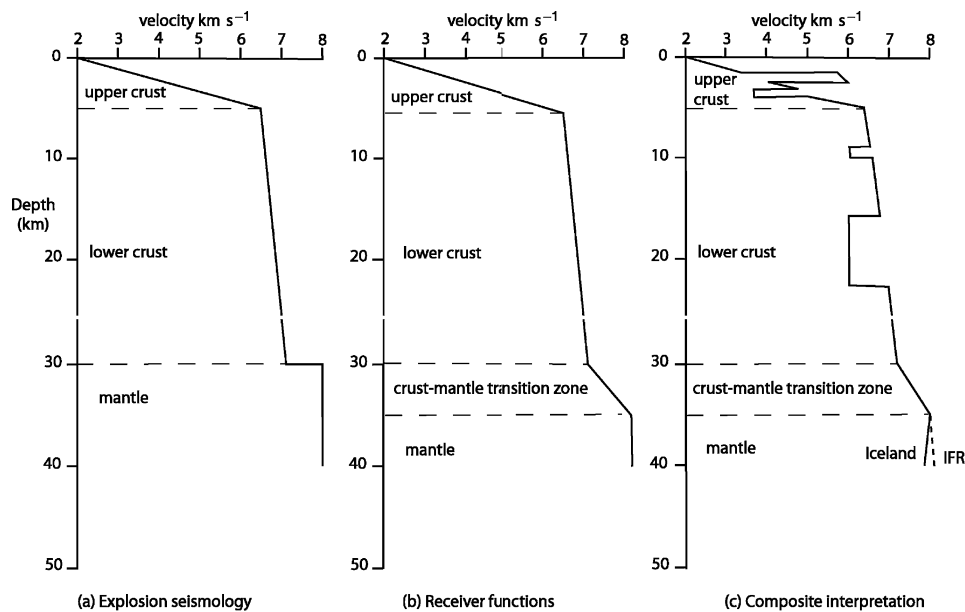 velocity km s⁻¹
2 3 4 5 6 7 8
0
upper crust
10
Depth
(km)
lower crust
20
30
mantle
40
50
(a) Explosion seismology
velocity km s⁻¹
2 3 4 5 6 7 8
0
upper crust
10
lower crust
20
30
crust-mantle transition zone
mantle
40
50
(b) Receiver functions
velocity km s⁻¹
2 3 4 5 6 7 8
0
upper
crust
10
lower crust
20
30
crust-mantle transition zone
mantle
Iceland
IFR
40
50
(c) Composite interpretation